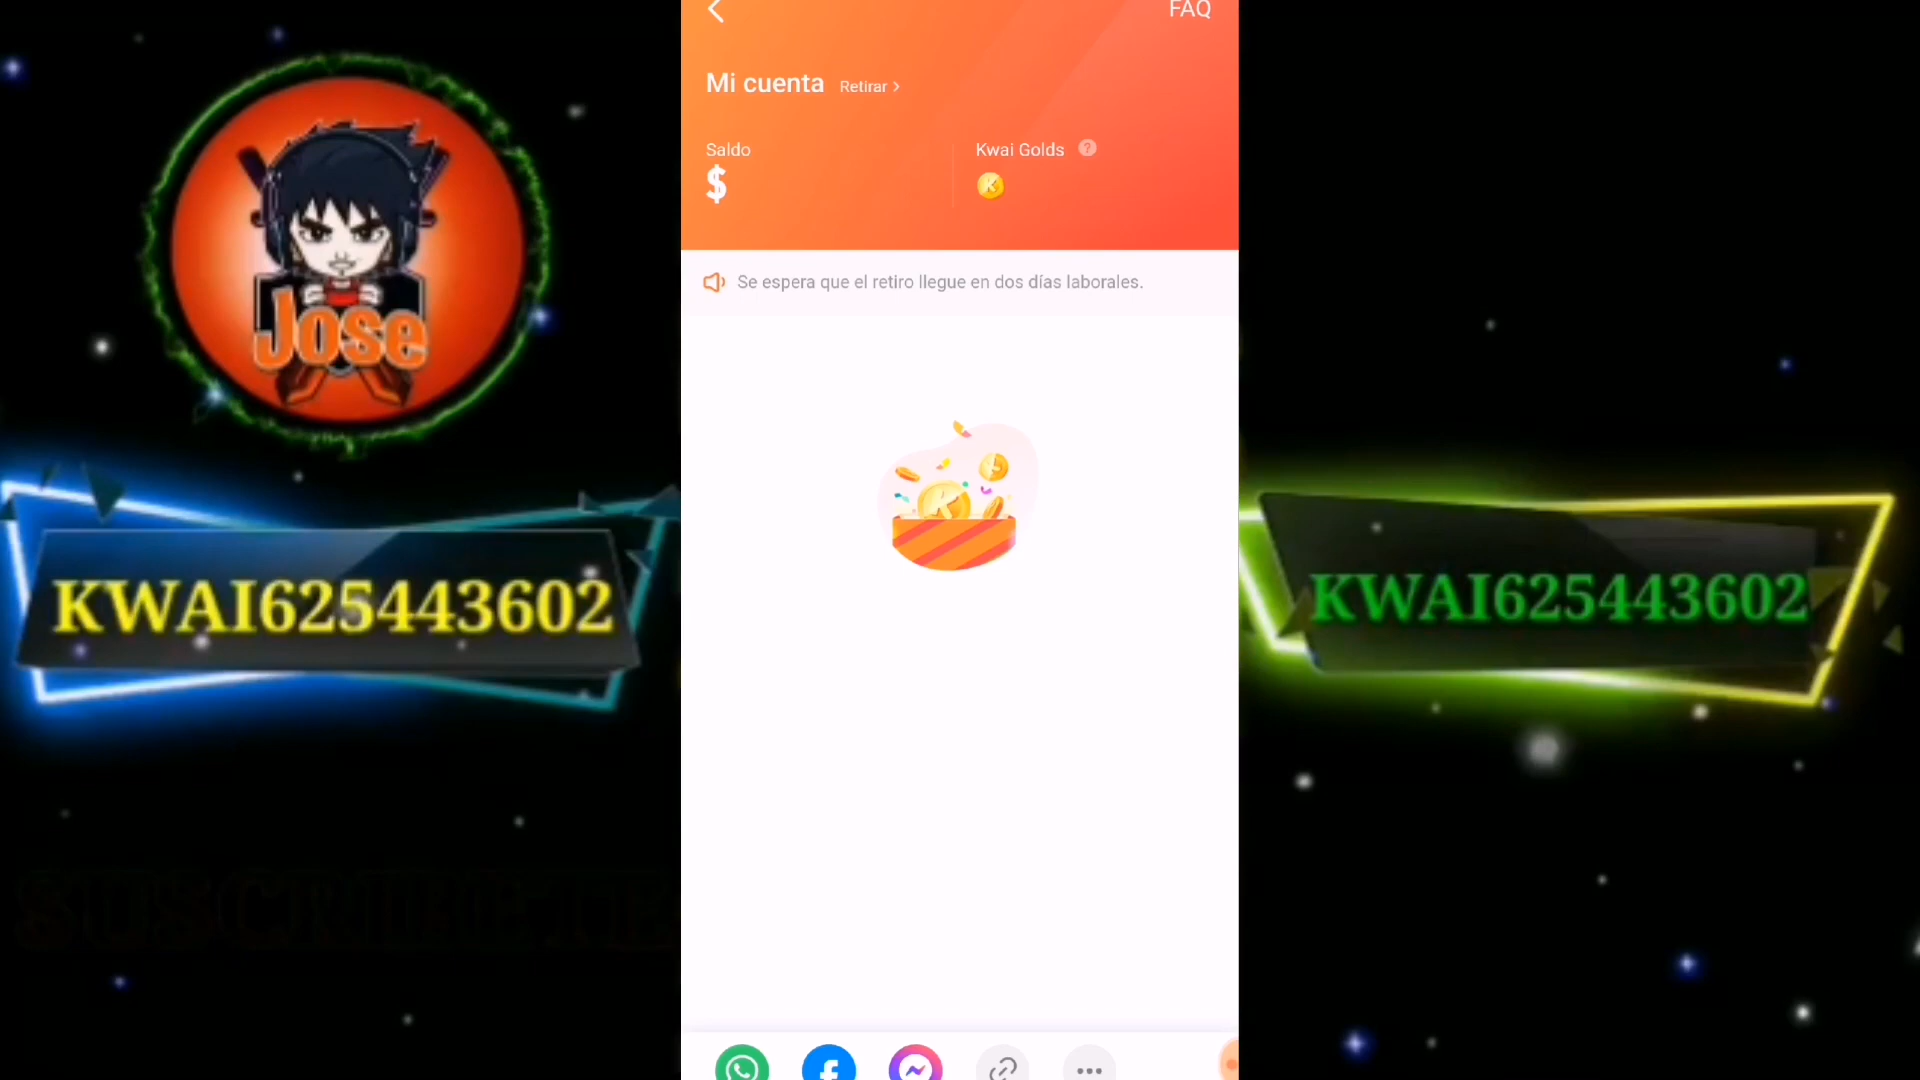 FAQ
Mi cuenta Retirar >
Saldo
Kwai Golds ?
$
K
Se espera que el retiro llegue en dos días laborales.
Jose
K
KWAI625443602
KWAI625443602
SUSCRIBETE